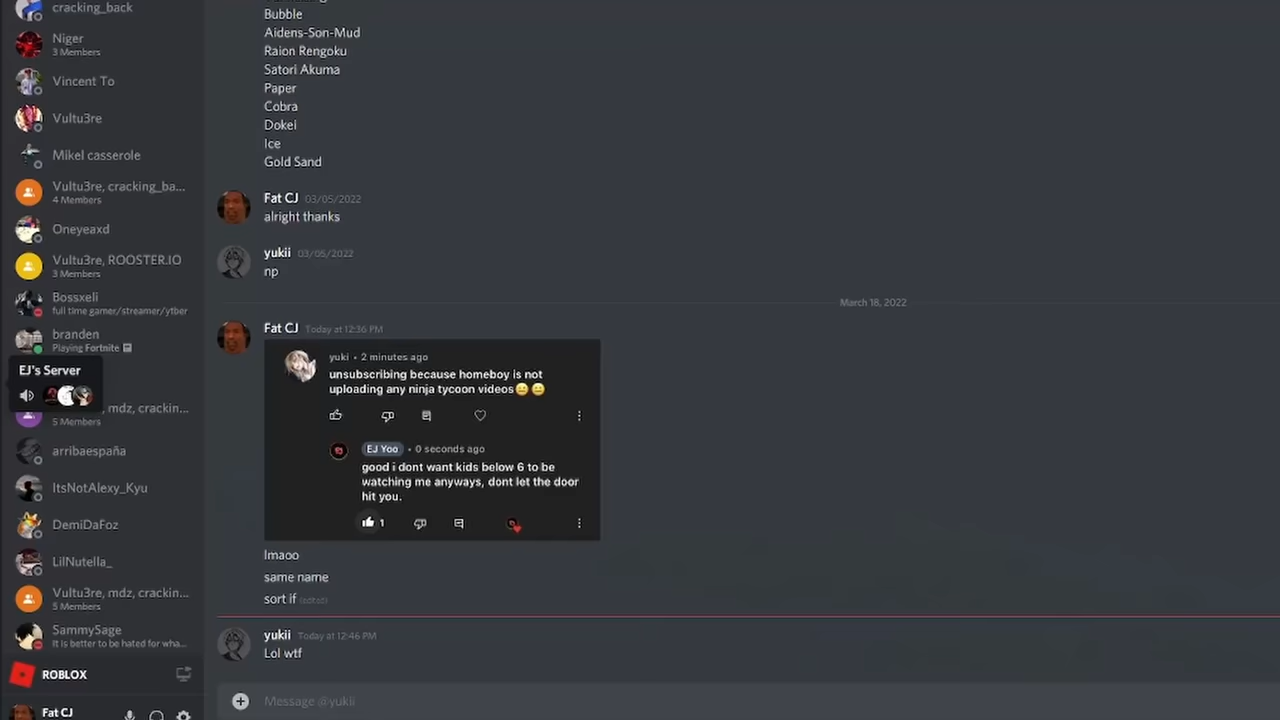 cracking_back
Niger
3 Members
Vincent To
Vultu3re
Mikel casserole
Vultu3re, cracking_ba...
4 Members
Oneyeaxd
Vultu3re, ROOSTER.IO
3 Members
Bossxeli
full time gamer/streamer/ytber
branden
Playing Fortnite
EJ's Server
, mdz, crackin...
5 Members
arribaespaña
ItsNotAlexy_Kyu
DemiDaFoz
LilNutella_
Vultu3re, mdz, crackin...
5 Members
SammySage
It is better to be hated for wha...
ROBLOX
Fat CJ
Bubble
Aidens-Son-Mud
Raion Rengoku
Satori Akuma
Paper
Cobra
Dokei
Ice
Gold Sand
Fat CJ 03/05/2022
alright thanks
yukii 03/05/2022
np
March 18, 2022
Fat CJ Today at 12:36 PM
yuki • 2 minutes ago
unsubscribing because homeboy is not
uploading any ninja tycoon videos😑😑
EJ Yoo • 0 seconds ago
good i dont want kids below 6 to be
watching me anyways, dont let the door
hit you.
1
lmaoo
same name
sort if (edited)
yukii Today at 12:46 PM
Lol wtf
Message @yukii